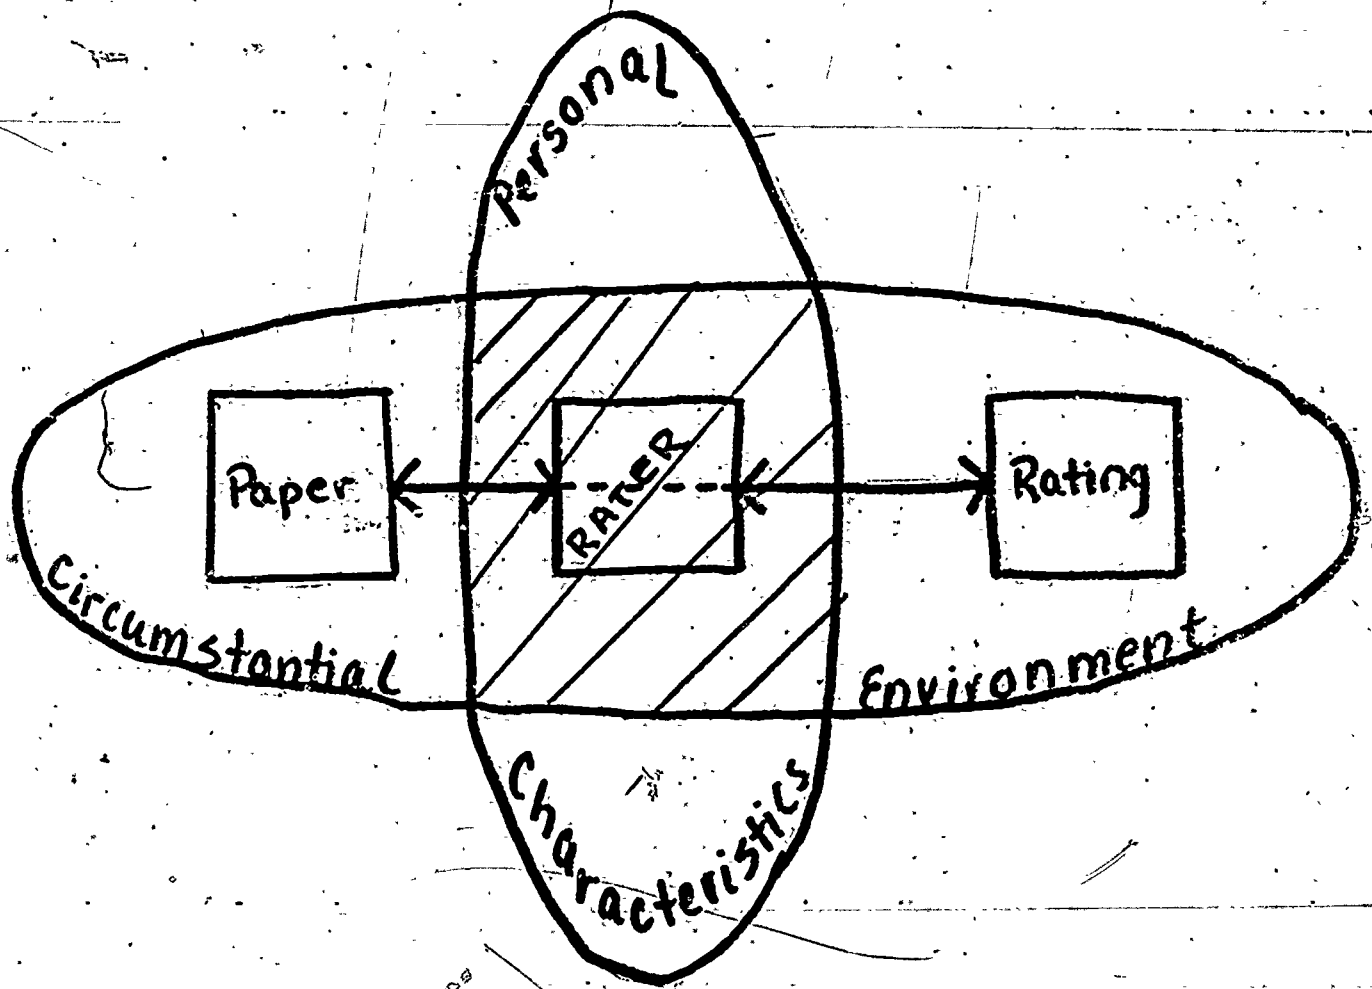 Personal
Paper
RATER
Rating
Circumstantial
Environment
Characteristics